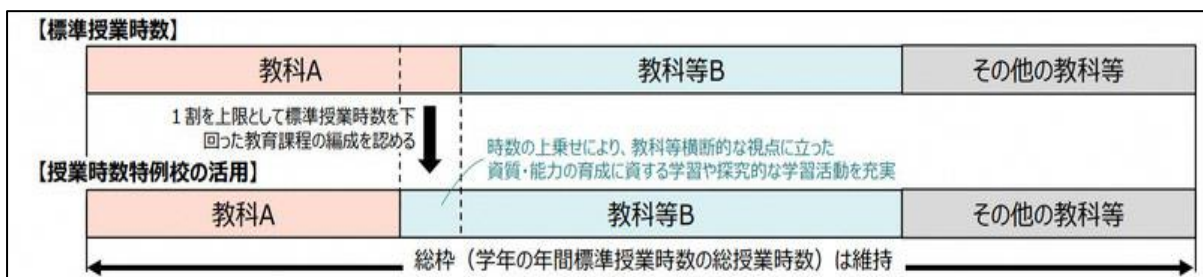 【標準授業時数】
教科A
教科等B
その他の教科等
1割を上限として標準授業時数を下
回った教育課程の編成を認める
時数の上乗せにより、教科等横断的な視点に立った
資質・能力の育成に資する学習や探究的な学習活動を充実
【授業時数特例校の活用】
教科A
教科等B
その他の教科等
総枠（学年の年間標準授業時数の総授業時数）は維持